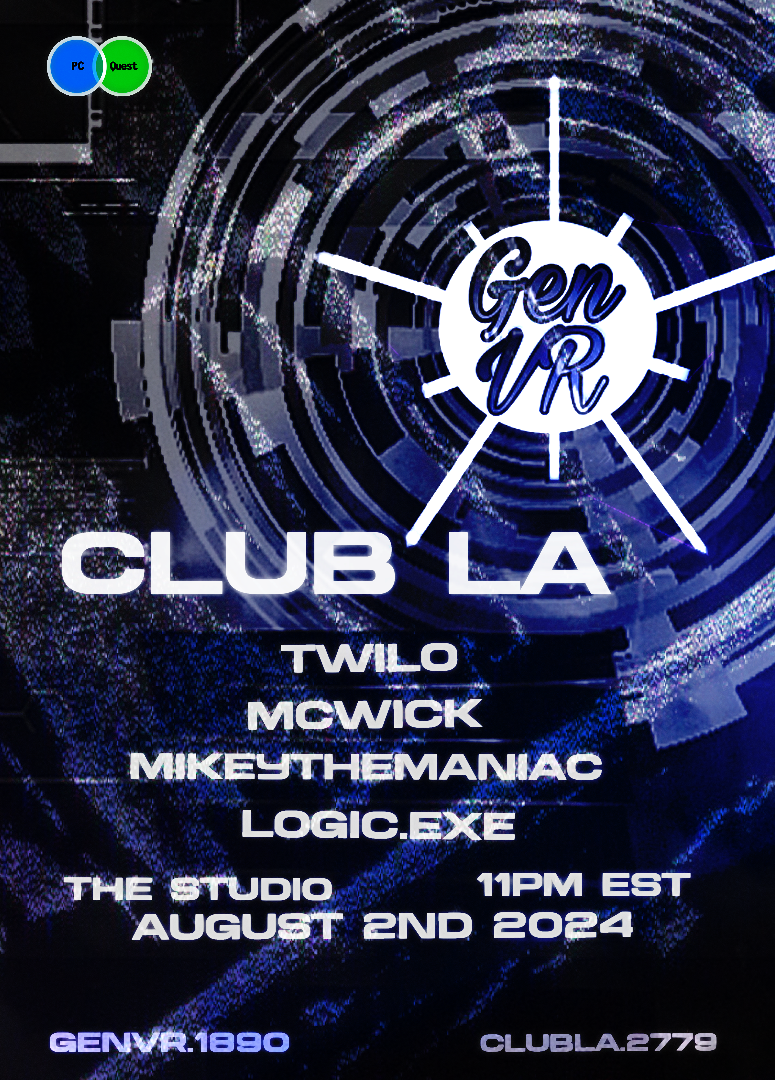 PC Quest
Gen
VR
CLUB LA
TWILO
MCWICK
MIKEYTHEMANIAC
LOGIC.EXE
THE STUDIO 11PM EST
AUGUST 2ND 2024
GENVR.1890 CLUBLA.2779